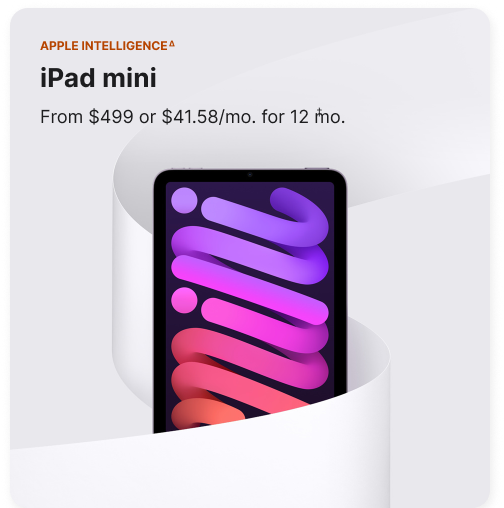 APPLE INTELLIGENCE∆
iPad mini
From $499 or $41.58/mo. for 12 mo.‡